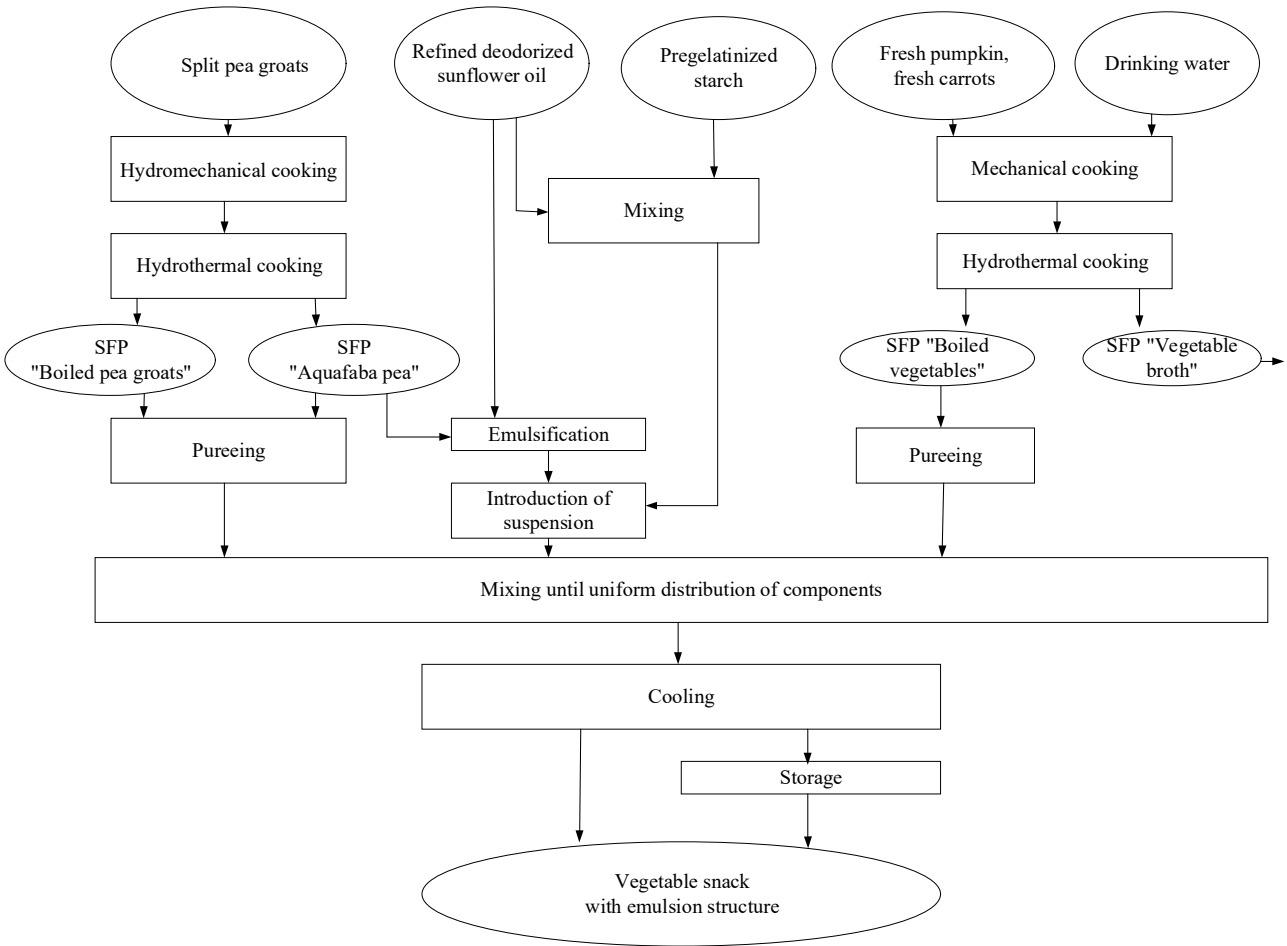 Split pea groats
Refined deodorized
sunflower oil
Pregelatinized
starch
Fresh pumpkin,
fresh carrots
Drinking water
Hydromechanical cooking
Mixing
Mechanical cooking
Hydrothermal cooking
Hydrothermal cooking
SFP
"Boiled pea groats"
SFP
"Aquafaba pea"
SFP "Boiled
vegetables"
SFP "Vegetable
broth"
Pureeing
Emulsification
Pureeing
Introduction of
suspension
Mixing until uniform distribution of components
Cooling
Storage
Vegetable snack
with emulsion structure